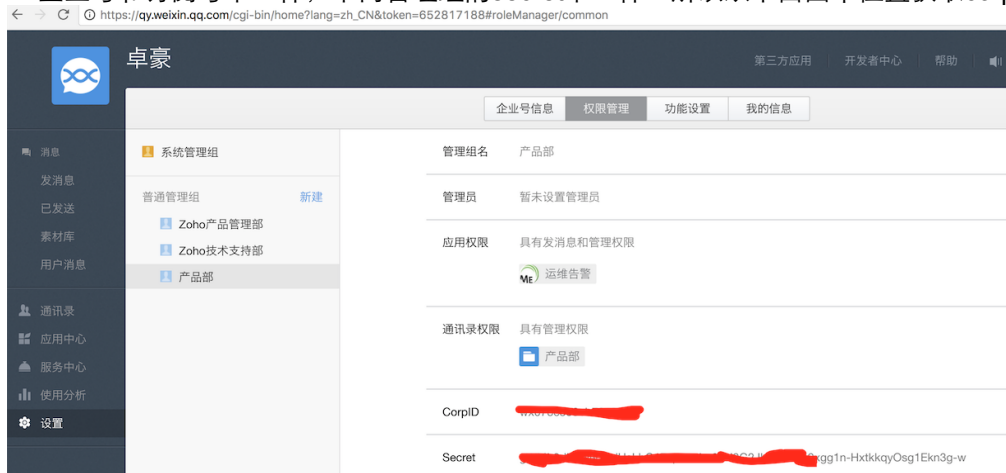 https://qy.weixin.qq.com/cgi-bin/home?lang=zh_CN&token=652817188#roleManager/common
卓豪
第三方应用
开发者中心
帮助
企业号信息
权限管理
功能设置
我的信息
消息
发消息
已发送
素材库
用户消息
通讯录
应用中心
服务中心
使用分析
设置
系统管理组
普通管理组 新建
Zoho产品管理部
Zoho技术支持部
产品部
管理组名 产品部
管理员 暂未设置管理员
应用权限 具有发消息和管理权限
ME 运维告警
通讯录权限 具有管理权限
产品部
CorpID
Secret gg1n-HxtkkqyOsg1Ekn3g-w